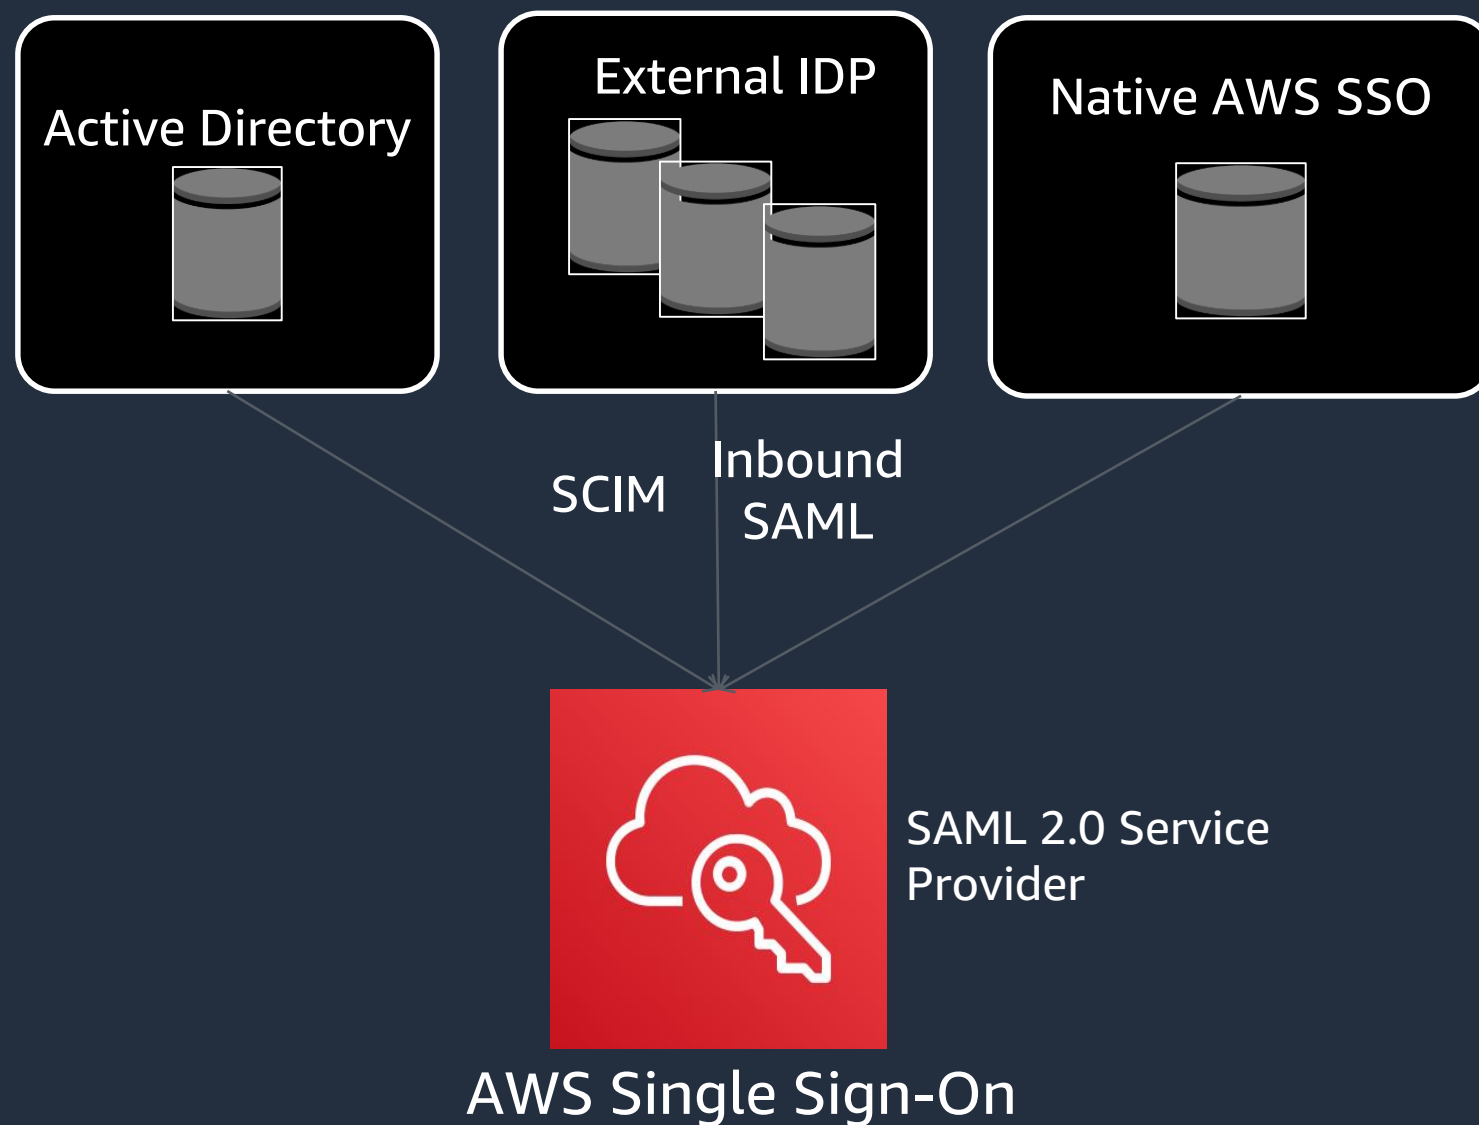 Active Directory
External IDP
Native AWS SSO
SCIM
Inbound
SAML
SAML 2.0 Service
Provider
AWS Single Sign-On